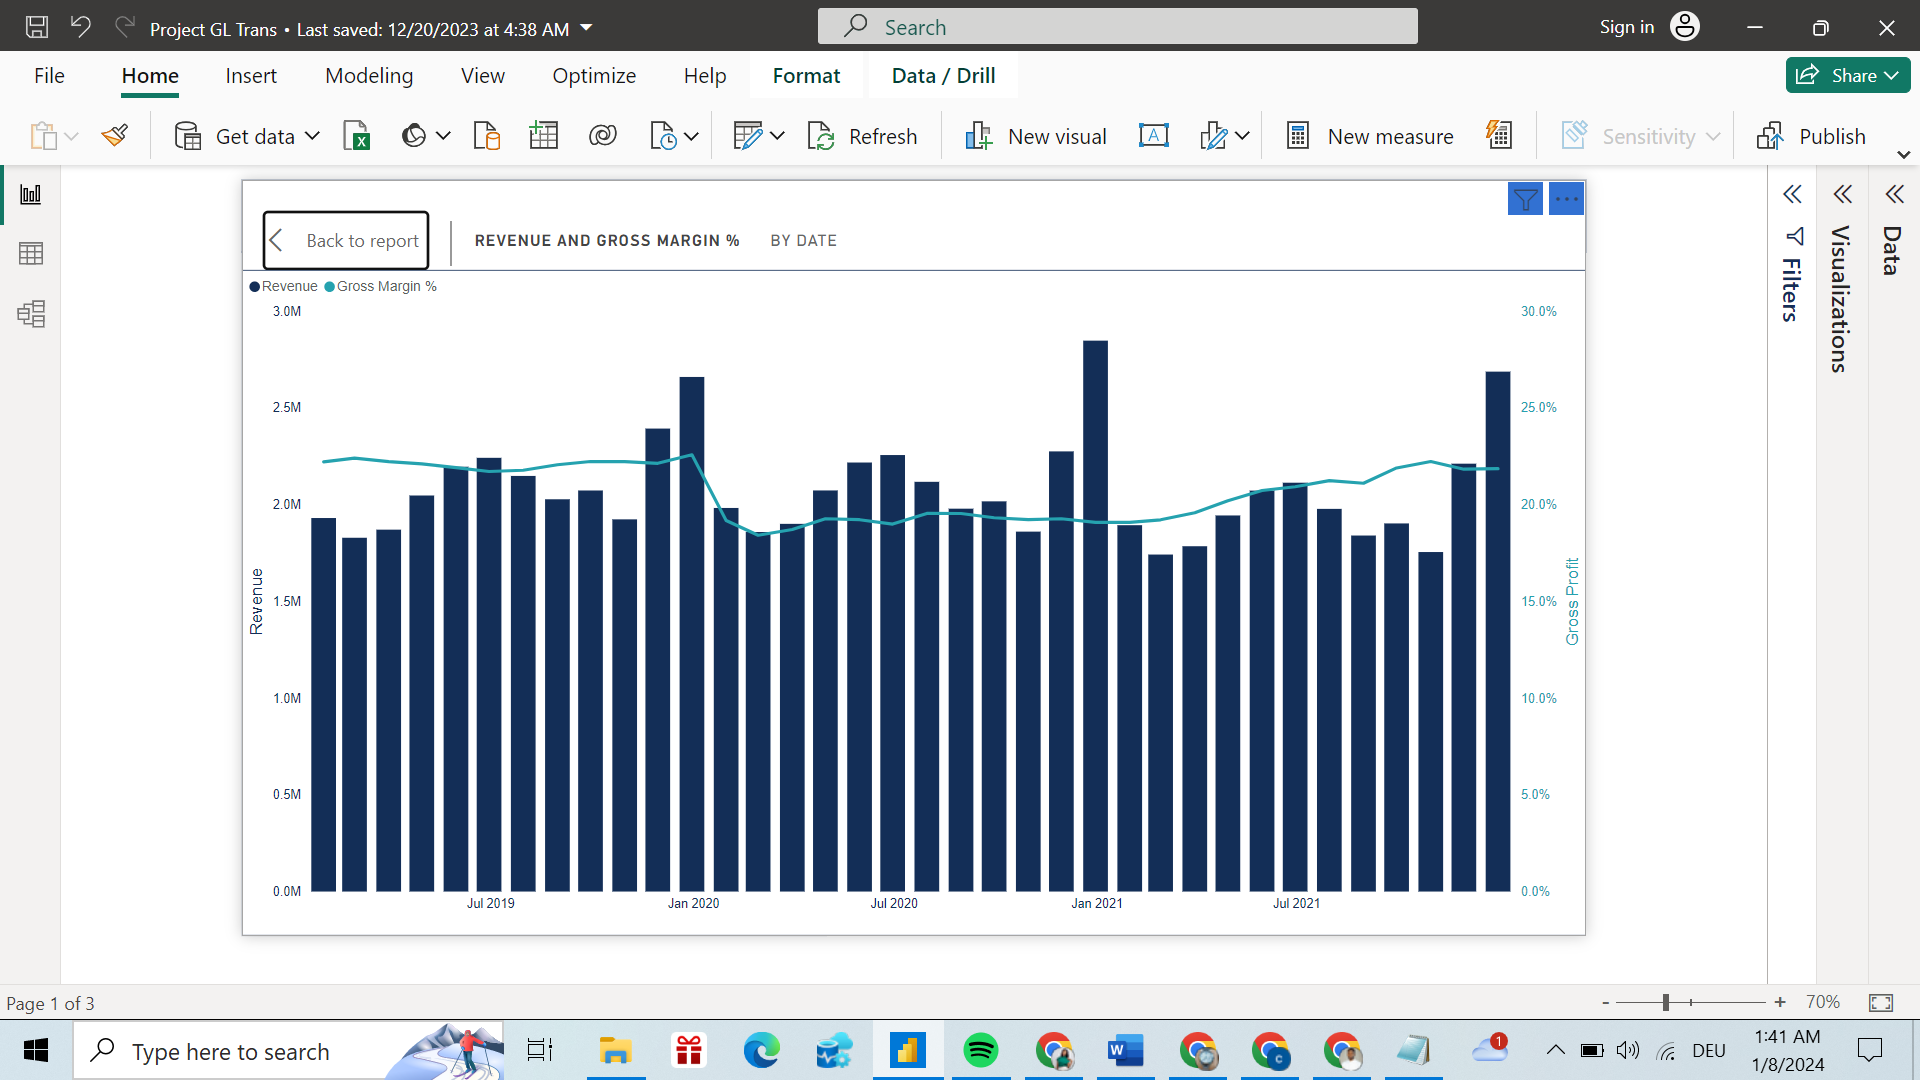 Project GL Trans • Last saved: 12/20/2023 at 4:38 AM
Search
Sign in
File Home Insert Modeling View Optimize Help Format Data / Drill
Share
Get data
Refresh
New visual
A
New measure
Sensitivity
Publish
Back to report
REVENUE AND GROSS MARGIN % BY DATE
Revenue Gross Margin %
3.0M
2.5M
2.0M
1.5M
1.0M
0.5M
0.0M
Revenue
30.0%
25.0%
20.0%
15.0%
10.0%
5.0%
0.0%
Gross Profit
Jul 2019 Jan 2020 Jul 2020 Jan 2021 Jul 2021
Filters
Visualizations
Data
Page 1 of 3
- + 70%
Type here to search
W
C
1
DEU
1:41 AM
1/8/2024